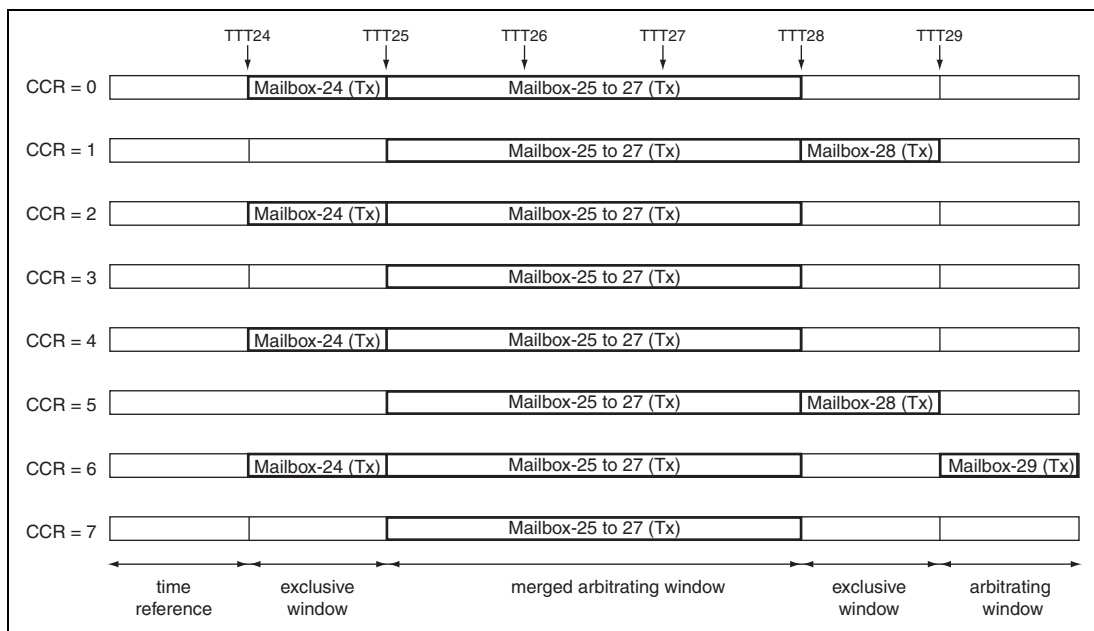 TTT24 TTT25 TTT26 TTT27 TTT28 TTT29
CCR = 0 Mailbox-24 (Tx) Mailbox-25 to 27 (Tx)
CCR = 1 Mailbox-25 to 27 (Tx) Mailbox-28 (Tx)
CCR = 2 Mailbox-24 (Tx) Mailbox-25 to 27 (Tx)
CCR = 3 Mailbox-25 to 27 (Tx)
CCR = 4 Mailbox-24 (Tx) Mailbox-25 to 27 (Tx)
CCR = 5 Mailbox-25 to 27 (Tx) Mailbox-28 (Tx)
CCR = 6 Mailbox-24 (Tx) Mailbox-25 to 27 (Tx) Mailbox-29 (Tx)
CCR = 7 Mailbox-25 to 27 (Tx)
time reference
exclusive window
merged arbitrating window
exclusive window
arbitrating window